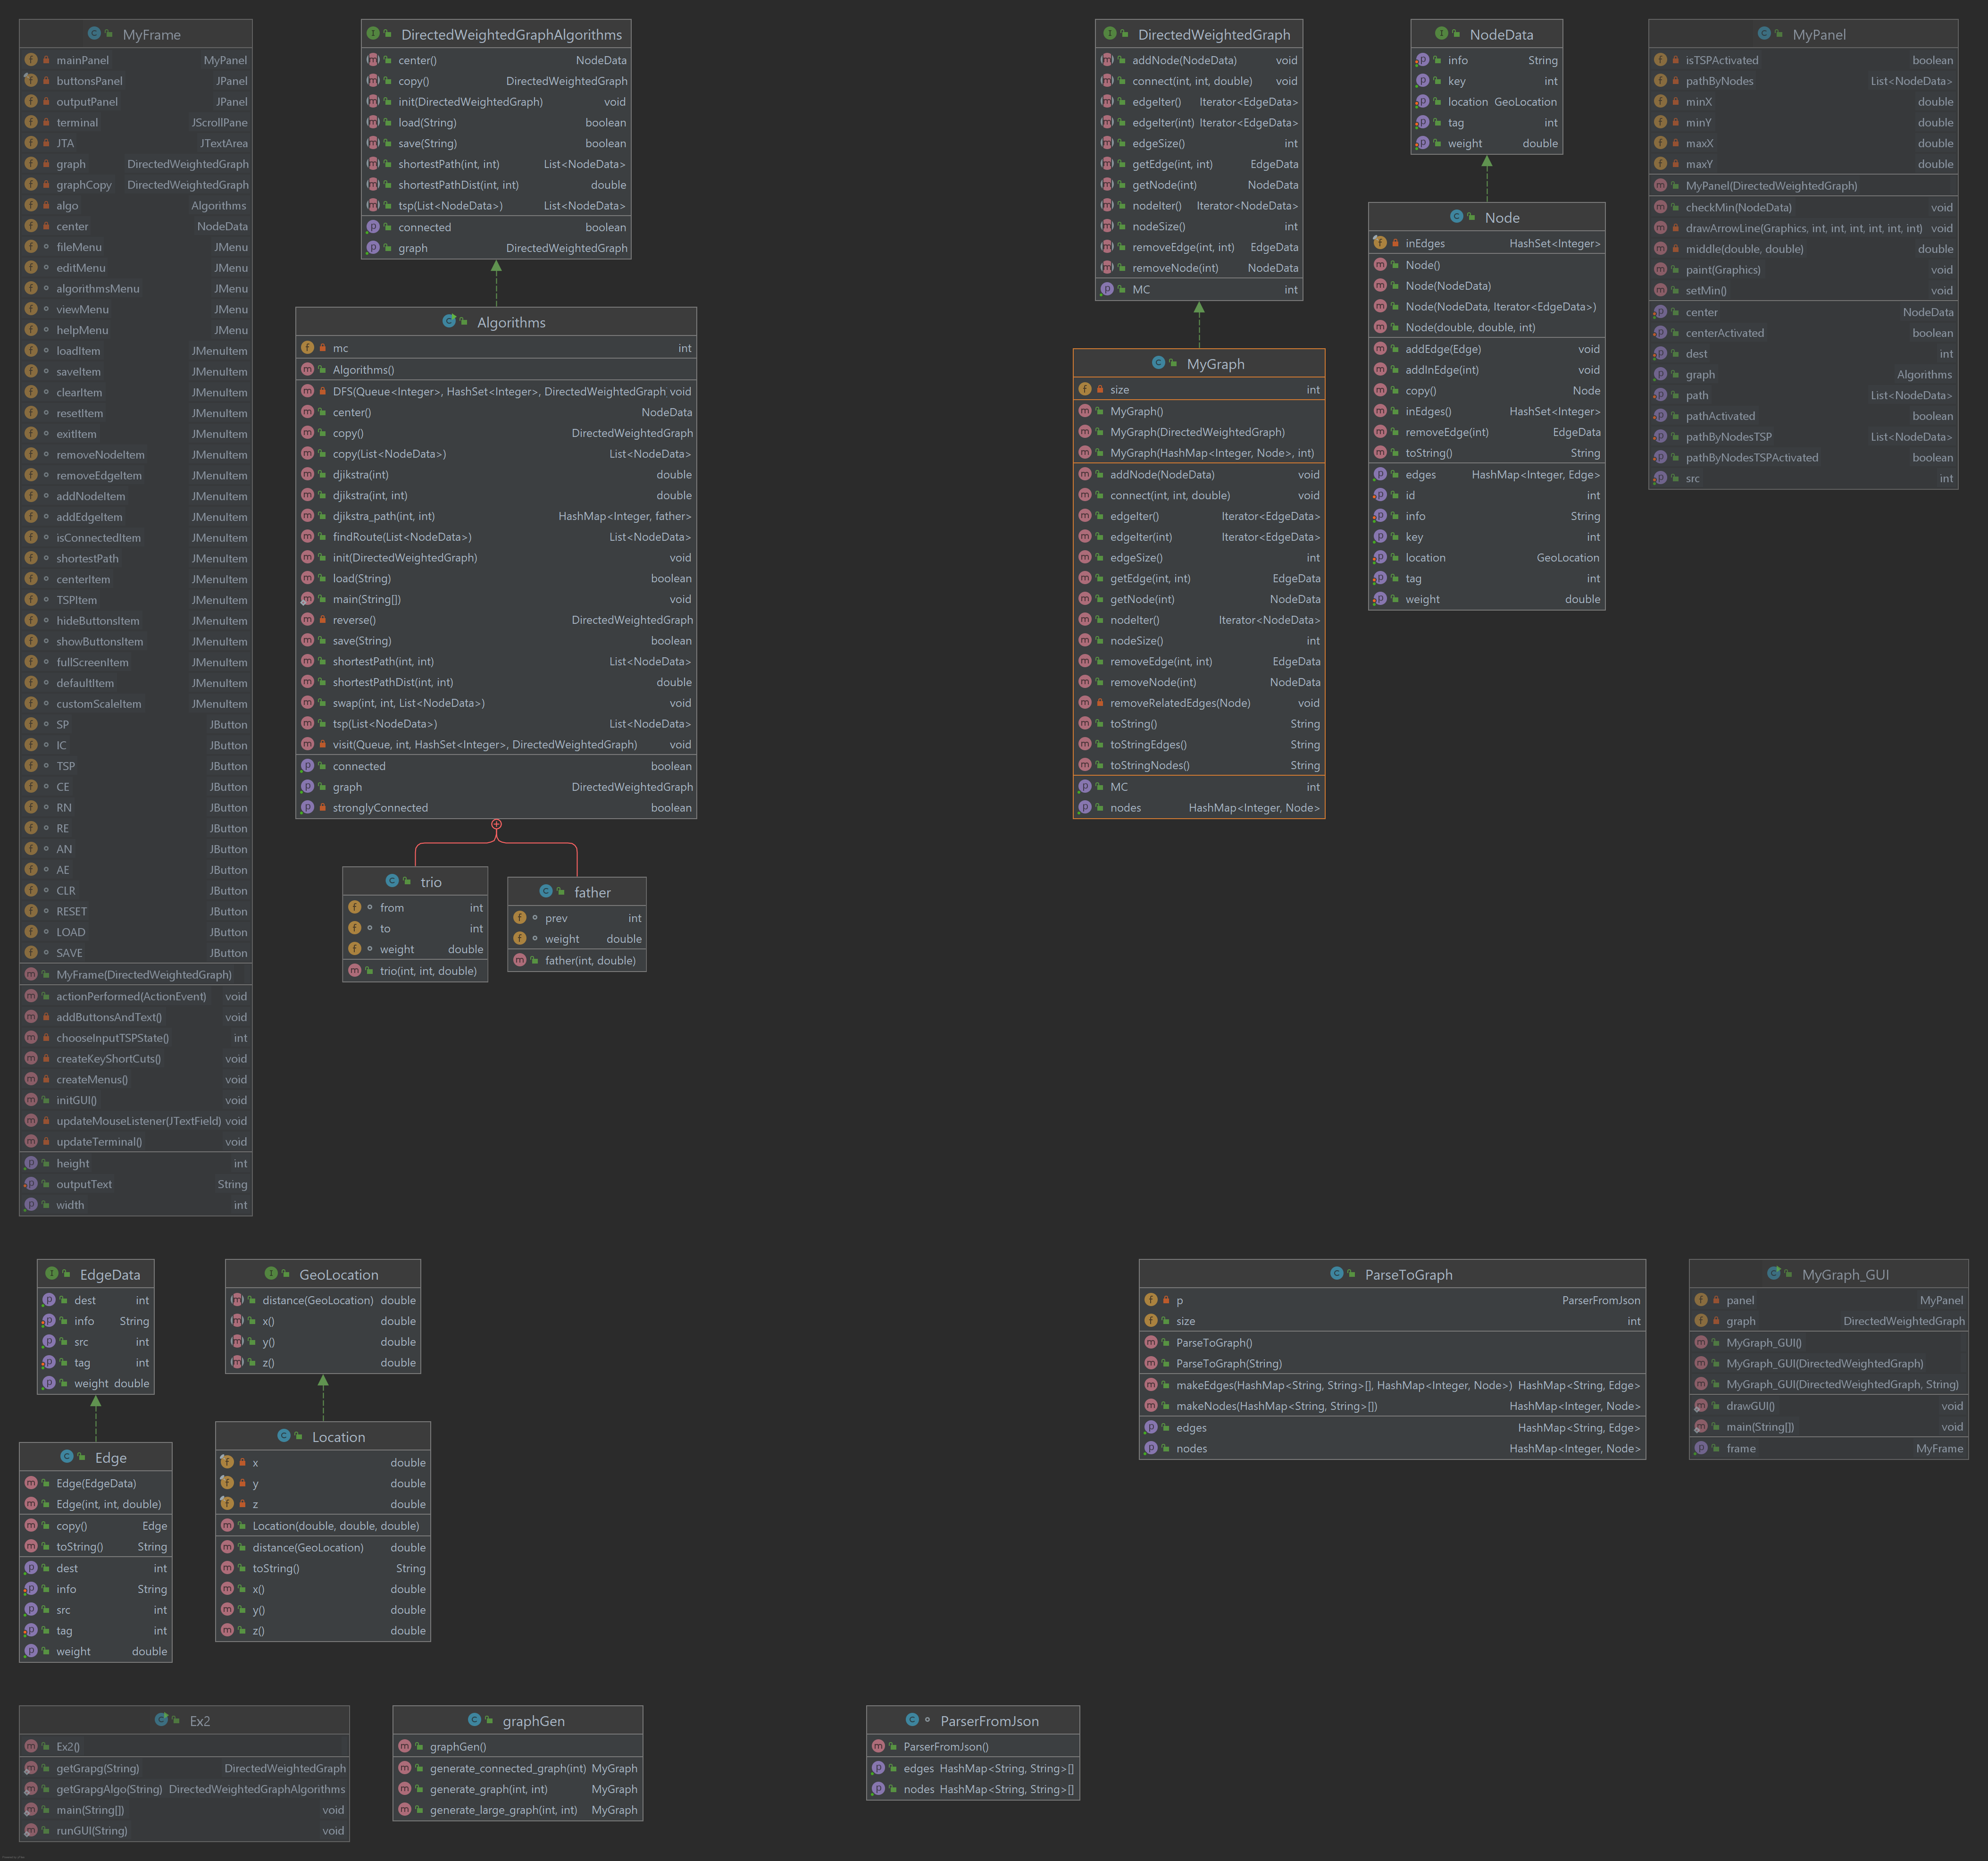 MyFrame
mainPanel MyPanel
buttonsPanel JPanel
outputPanel JPanel
terminal JScrollPane
JTA JTextArea
graph DirectedWeightedGraph
graphCopy DirectedWeightedGraph
algo Algorithms
center NodeData
fileMenu JMenu
editMenu JMenu
algorithmsMenu JMenu
viewMenu JMenu
helpMenu JMenu
loadItem JMenuItem
saveItem JMenuItem
clearItem JMenuItem
resetItem JMenuItem
exitItem JMenuItem
removeNodeItem JMenuItem
removeEdgeItem JMenuItem
addNodeItem JMenuItem
addEdgeItem JMenuItem
isConnectedItem JMenuItem
shortestPath JMenuItem
centerItem JMenuItem
TSPItem JMenuItem
hideButtonsItem JMenuItem
showButtonsItem JMenuItem
fullScreenItem JMenuItem
defaultItem JMenuItem
customScaleItem JMenuItem
SP JButton
IC JButton
TSP JButton
CE JButton
RN JButton
RE JButton
AN JButton
AE JButton
CLR JButton
RESET JButton
LOAD JButton
SAVE JButton
MyFrame(DirectedWeightedGraph)
actionPerformed(ActionEvent) void
addButtonsAndText() void
chooseInputTSPState() int
createKeyShortCuts() void
createMenus() void
initGUI() void
updateMouseListener(JTextField) void
updateTerminal() void
height int
outputText String
width int
DirectedWeightedGraphAlgorithms
center() NodeData
copy() DirectedWeightedGraph
init(DirectedWeightedGraph) void
load(String) boolean
save(String) boolean
shortestPath(int, int) List<NodeData>
shortestPathDist(int, int) double
tsp(List<NodeData>) List<NodeData>
connected boolean
graph DirectedWeightedGraph
Algorithms
mc int
Algorithms()
DFS(Queue<Integer>, HashSet<Integer>, DirectedWeightedGraph) void
center() NodeData
copy() DirectedWeightedGraph
copy(List<NodeData>) List<NodeData>
djikstra(int) double
djikstra(int, int) double
djikstra_path(int, int) HashMap<Integer, father>
findRoute(List<NodeData>) List<NodeData>
init(DirectedWeightedGraph) void
load(String) boolean
main(String[]) void
reverse() DirectedWeightedGraph
save(String) boolean
shortestPath(int, int) List<NodeData>
shortestPathDist(int, int) double
swap(int, int, List<NodeData>) void
tsp(List<NodeData>) List<NodeData>
visit(Queue, int, HashSet<Integer>, DirectedWeightedGraph) void
connected boolean
graph DirectedWeightedGraph
stronglyConnected boolean
trio
from int
to int
weight double
trio(int, int, double)
father
prev int
weight double
father(int, double)
DirectedWeightedGraph
addNode(NodeData) void
connect(int, int, double) void
edgeIter() Iterator<EdgeData>
edgeIter(int) Iterator<EdgeData>
edgeSize() int
getEdge(int, int) EdgeData
getNode(int) NodeData
nodeIter() Iterator<NodeData>
nodeSize() int
removeEdge(int, int) EdgeData
removeNode(int) NodeData
MC int
MyGraph
size int
MyGraph()
MyGraph(DirectedWeightedGraph)
MyGraph(HashMap<Integer, Node>, int)
addNode(NodeData) void
connect(int, int, double) void
edgeIter() Iterator<EdgeData>
edgeIter(int) Iterator<EdgeData>
edgeSize() int
getEdge(int, int) EdgeData
getNode(int) NodeData
nodeIter() Iterator<NodeData>
nodeSize() int
removeEdge(int, int) EdgeData
removeNode(int) NodeData
removeRelatedEdges(Node) void
toString() String
toStringEdges() String
toStringNodes() String
MC int
nodes HashMap<Integer, Node>
NodeData
info String
key int
location GeoLocation
tag int
weight double
Node
inEdges HashSet<Integer>
Node()
Node(NodeData)
Node(NodeData, Iterator<EdgeData>)
Node(double, double, int)
addEdge(Edge) void
addInEdge(int) void
copy() Node
inEdges() HashSet<Integer>
removeEdge(int) EdgeData
toString() String
edges HashMap<Integer, Edge>
id int
info String
key int
location GeoLocation
tag int
weight double
MyPanel
isTSPActivated boolean
pathByNodes List<NodeData>
minX double
minY double
maxX double
maxY double
MyPanel(DirectedWeightedGraph)
checkMin(NodeData) void
drawArrowLine(Graphics, int, int, int, int, int, int) void
middle(double, double) double
paint(Graphics) void
setMin() void
center NodeData
centerActivated boolean
dest int
graph Algorithms
path List<NodeData>
pathActivated boolean
pathByNodesTSP List<NodeData>
pathByNodesTSPActivated boolean
src int
EdgeData
dest int
info String
src int
tag int
weight double
Edge
Edge(EdgeData)
Edge(int, int, double)
copy() Edge
toString() String
dest int
info String
src int
tag int
weight double
GeoLocation
distance(GeoLocation) double
x() double
y() double
z() double
Location
x double
y double
z double
Location(double, double, double)
distance(GeoLocation) double
toString() String
x() double
y() double
z() double
ParseToGraph
p ParserFromJson
size int
ParseToGraph()
ParseToGraph(String)
makeEdges(HashMap<String, String>[], HashMap<Integer, Node>) HashMap<String, Edge>
makeNodes(HashMap<String, String>[]) HashMap<Integer, Node>
edges HashMap<String, Edge>
nodes HashMap<Integer, Node>
MyGraph_GUI
panel MyPanel
graph DirectedWeightedGraph
MyGraph_GUI()
MyGraph_GUI(DirectedWeightedGraph)
MyGraph_GUI(DirectedWeightedGraph, String)
drawGUI() void
main(String[]) void
frame MyFrame
Ex2
Ex2()
getGrapg(String) DirectedWeightedGraph
getGrapgAlgo(String) DirectedWeightedGraphAlgorithms
main(String[]) void
runGUI(String) void
graphGen
graphGen()
generate_connected_graph(int) MyGraph
generate_graph(int, int) MyGraph
generate_large_graph(int, int) MyGraph
ParserFromJson
ParserFromJson()
edges HashMap<String, String>[]
nodes HashMap<String, String>[]